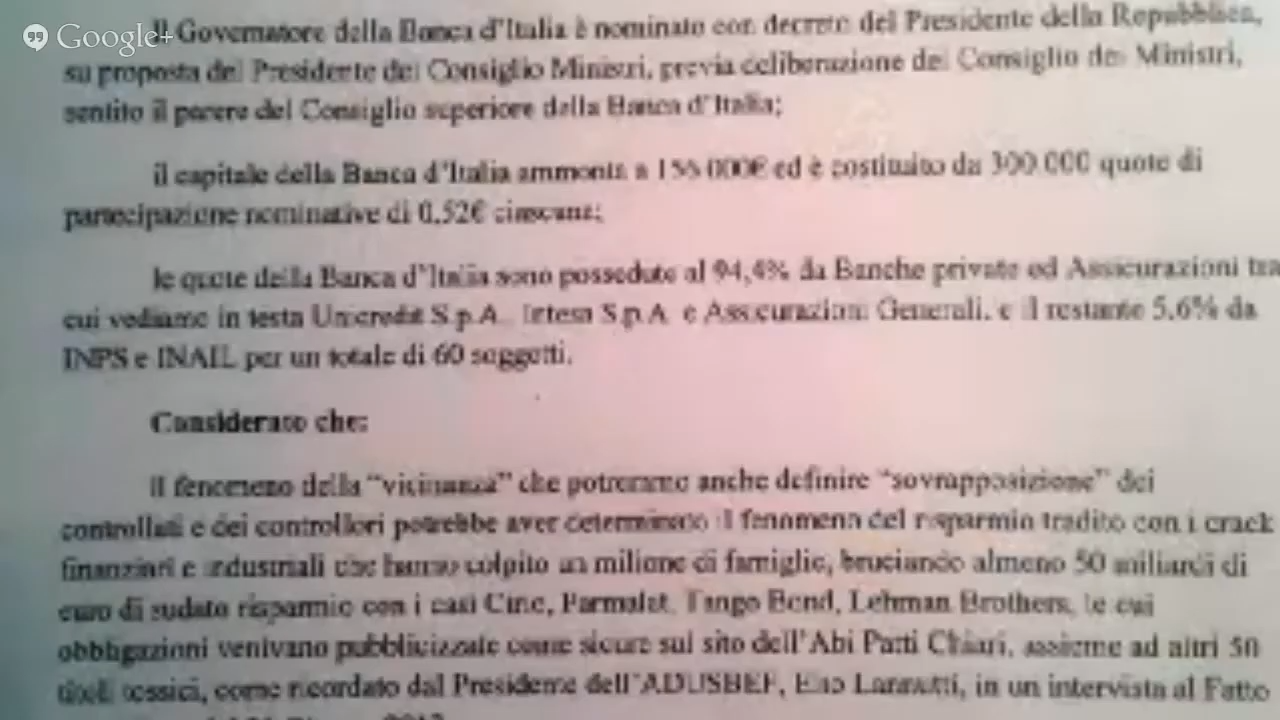 Google+
Il Governatore della Banca d'Italia è nominato con decreto del Presidente della Repubblica,
su proposta del Presidente del Consiglio Ministri, previa deliberazione del Consiglio dei Ministri,
sentito il parere del Consiglio superiore della Banca d'Italia;
il capitale della Banca d'Italia ammonta a 156.000€ ed è costituito da 300.000 quote di
partecipazione nominative di 0,52€ ciascuna;
le quote della Banca d'Italia sono possedute al 94,4% da Banche private ed Assicurazioni tra
cui vediamo in testa Unicredit S.p.A., Intesa S.p.A. e Assicurazioni Generali, e il restante 5,6% da
INPS e INAIL per un totale di 60 soggetti.
Considerato che:
il fenomeno della “vicinanza” che potremmo anche definire “sovrapposizione” dei
controllati e dei controllori potrebbe aver determinato il fenomeno del risparmio tradito con i crack
finanziari e industriali che hanno colpito un milione di famiglie, bruciando almeno 50 miliardi di
euro di sudato risparmio con i casi Cirio, Parmalat, Tango Bond, Lehman Brothers, le cui
obbligazioni venivano pubblicizzate come sicure sul sito dell'Abi Patti Chiari, assieme ad altri 50
titoli tossici, come ricordato dal Presidente dell'ADUSBEF, Elio Lannutti, in un intervista al Fatto